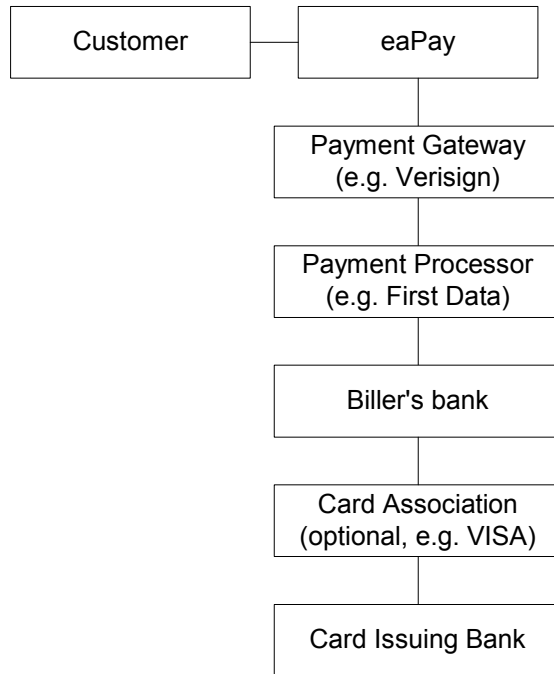 Customer
eaPay
Payment Gateway
(e.g. Verisign)
Payment Processor
(e.g. First Data)
Biller's bank
Card Association
(optional, e.g. VISA)
Card Issuing Bank